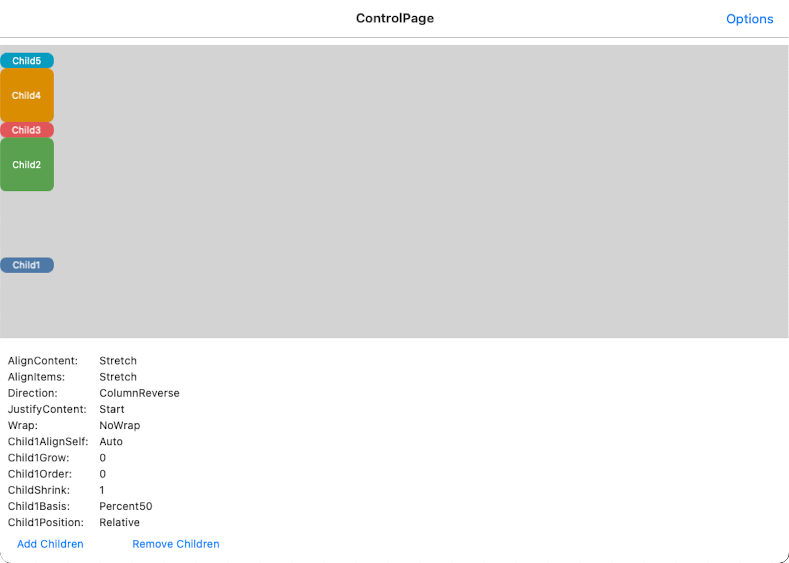 ControlPage
Options
Child5
Child4
Child3
Child2
Child1
AlignContent: Stretch
AlignItems: Stretch
Direction: ColumnReverse
JustifyContent: Start
Wrap: NoWrap
Child1AlignSelf: Auto
Child1Grow: 0
Child1Order: 0
ChildShrink: 1
Child1Basis: Percent50
Child1Position: Relative
Add Children
Remove Children